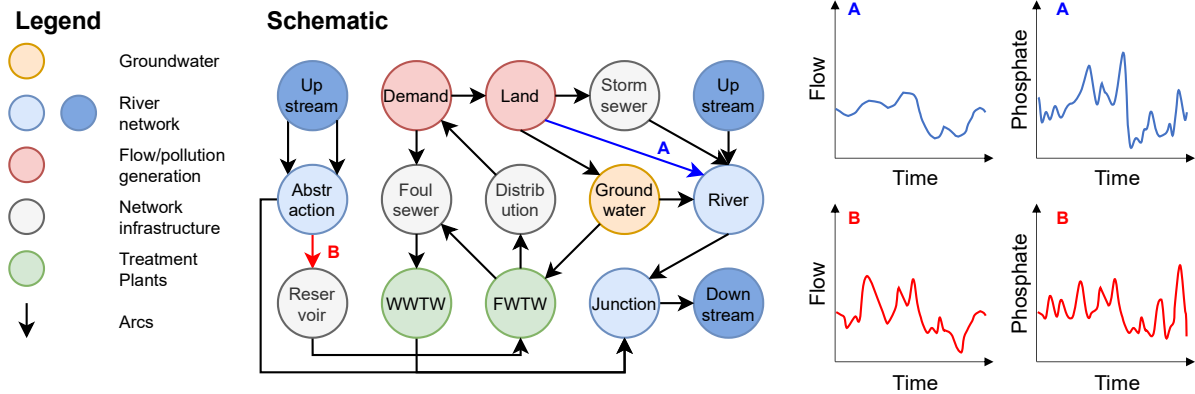 Legend
Groundwater
River
network
Flow/pollution
generation
Network
infrastructure
Treatment
Plants
Arcs
Schematic
Up
stream
Demand
Land
Storm
sewer
Up
stream
A
Abstr
action
Foul
sewer
Distrib
ution
Ground
water
River
B
Reser
voir
WWTW
FWTW
Junction
Down
stream
A
Flow
Time
A
Phosphate
Time
B
Flow
Time
B
Phosphate
Time